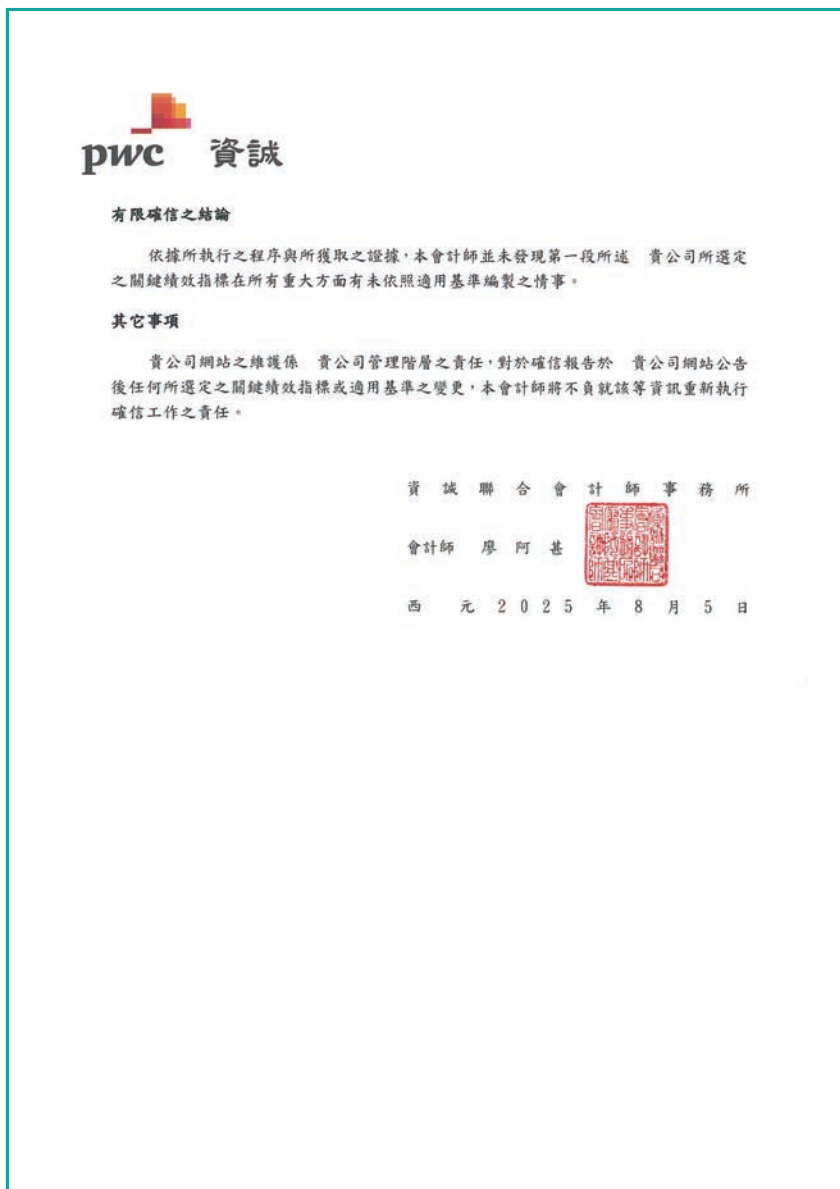 pwc 資誠
有限確信之結論
依據所執行之程序與所獲取之證據，本會計師並未發現第一段所述　貴公司所選定
之關鍵績效指標在所有重大方面有未依照適用基準編製之情事。
其它事項
貴公司網站之維護係　貴公司管理階層之責任，對於確信報告於　貴公司網站公告
後任何所選定之關鍵績效指標或適用基準之變更，本會計師將不負就該等資訊重新執行
確信工作之責任。
資誠聯合會計師事務所
會計師 廖阿甚
西元2025年8月5日